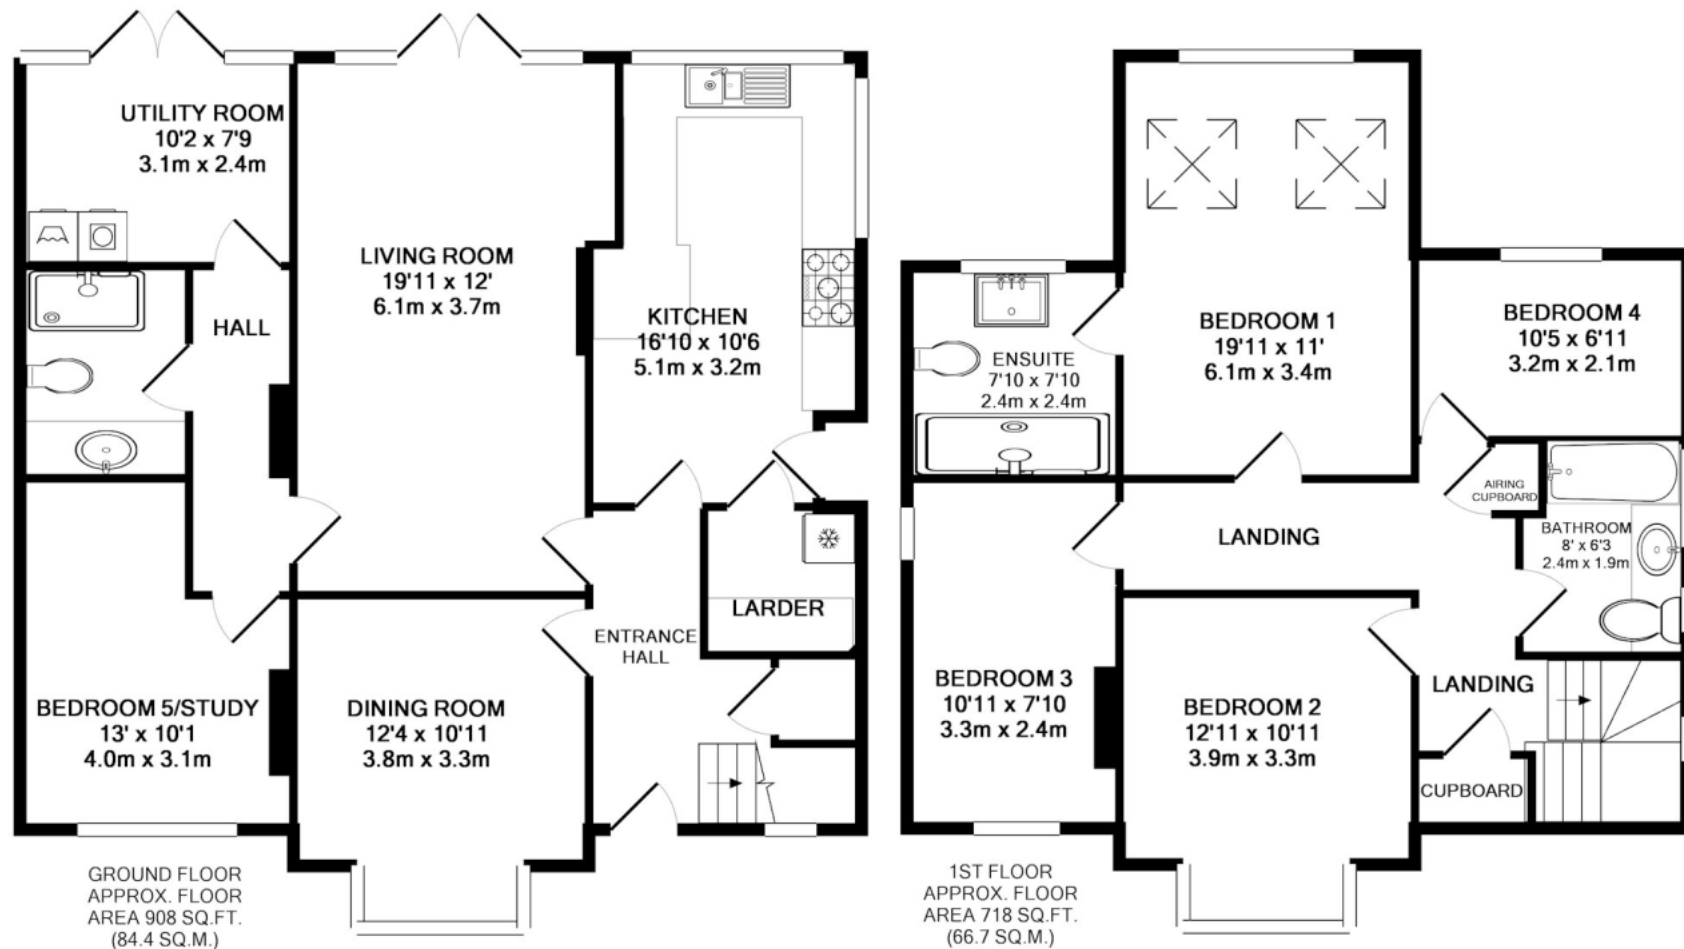 UTILITY ROOM
10'2 x 7'9
3.1m x 2.4m
HALL
LIVING ROOM
19'11 x 12'
6.1m x 3.7m
KITCHEN
16'10 x 10'6
5.1m x 3.2m
LARDER
ENTRANCE
HALL
BEDROOM 5/STUDY
13' x 10'1
4.0m x 3.1m
DINING ROOM
12'4 x 10'11
3.8m x 3.3m
GROUND FLOOR
APPROX. FLOOR
AREA 908 SQ.FT.
(84.4 SQ.M.)
BEDROOM 1
19'11 x 11'
6.1m x 3.4m
BEDROOM 4
10'5 x 6'11
3.2m x 2.1m
ENSUITE
7'10 x 7'10
2.4m x 2.4m
AIRING
CUPBOARD
LANDING
BATHROOM
8' x 6'3
2.4m x 1.9m
BEDROOM 3
10'11 x 7'10
3.3m x 2.4m
BEDROOM 2
12'11 x 10'11
3.9m x 3.3m
LANDING
CUPBOARD
1ST FLOOR
APPROX. FLOOR
AREA 718 SQ.FT.
(66.7 SQ.M.)